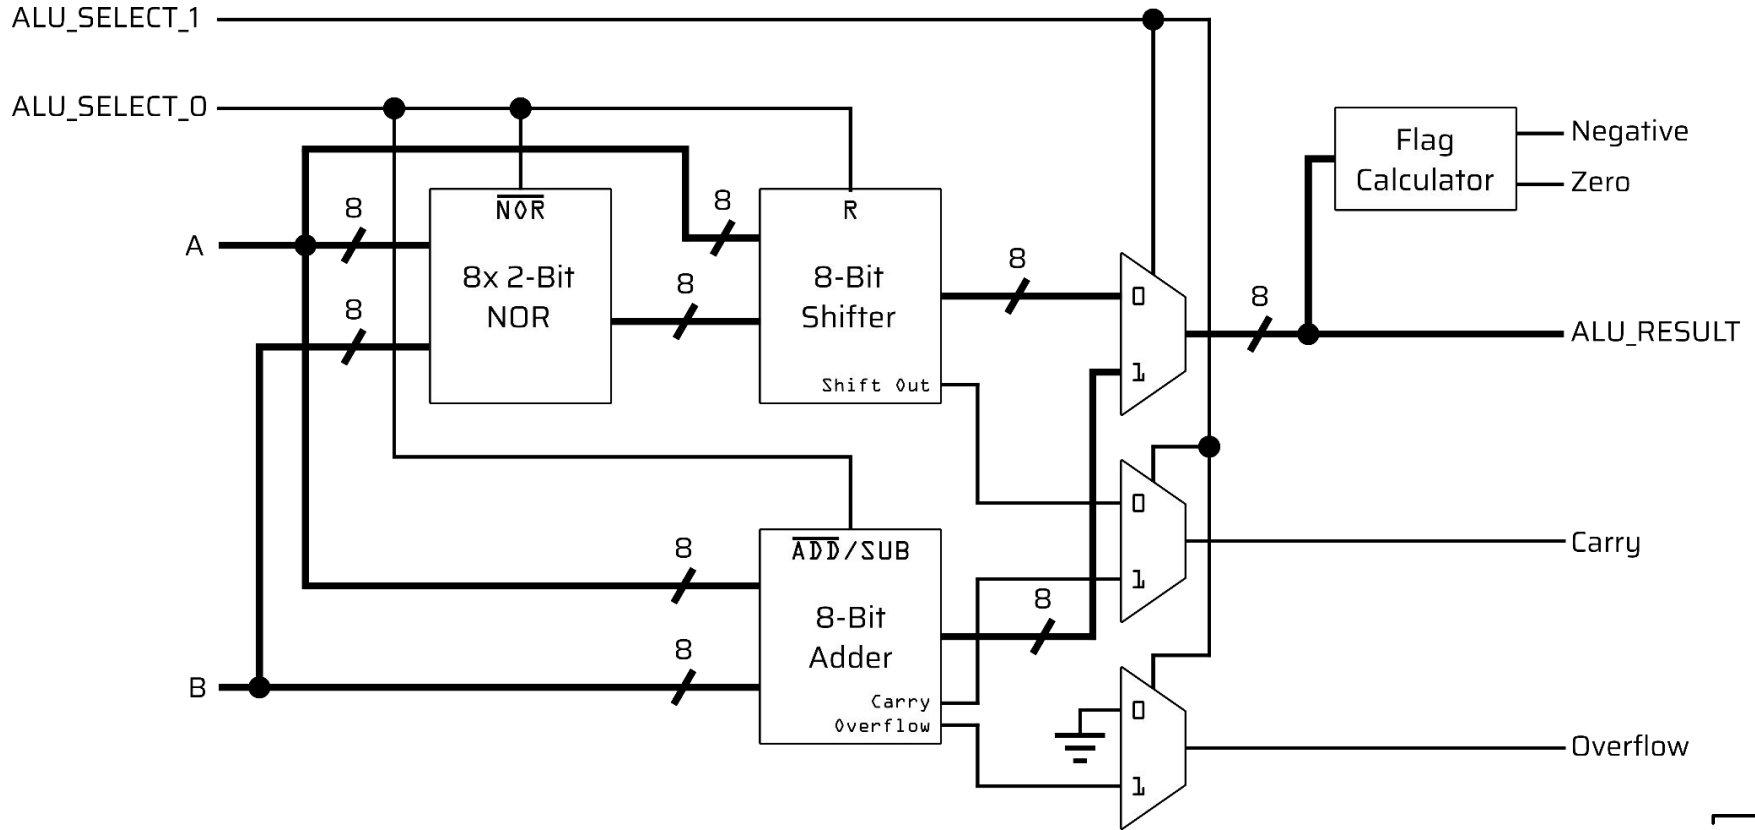 ALU_SELECT_1
ALU_SELECT_0
Negative
Flag
Calculator
Zero
8
8
NOR
R
A
8x 2-Bit
NOR
8
8-Bit
Shifter
8
0
8
8
ALU_RESULT
1
Shift Out
0
Carry
8
ADD/SUB
1
8
8-Bit
Adder
8
B
Carry
Overflow
0
Overflow
1